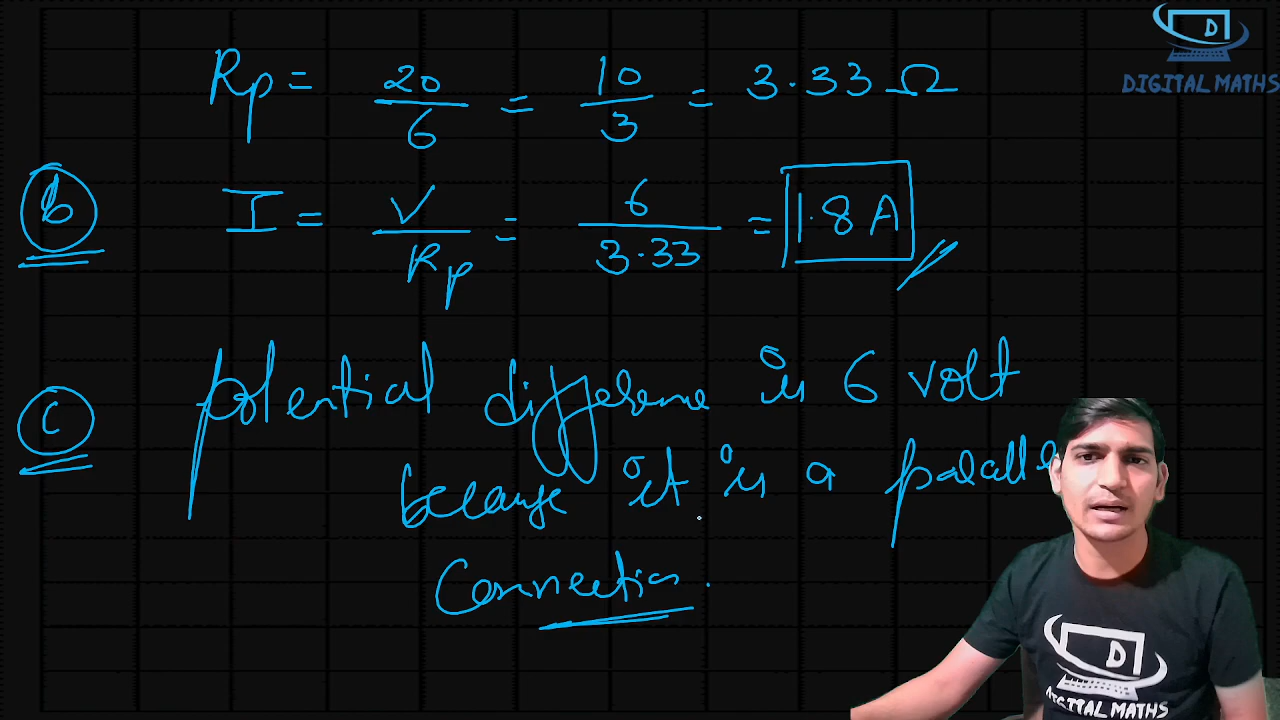 D
DIGITAL MATHS
Rp = 20/6 = 10/3 = 3.33 Ω
b I = V/Rp = 6/3.33 = 1.8 A
c potential difference is 6 volt
because it is a paralle
Connection.
D
DIGITAL MATHS